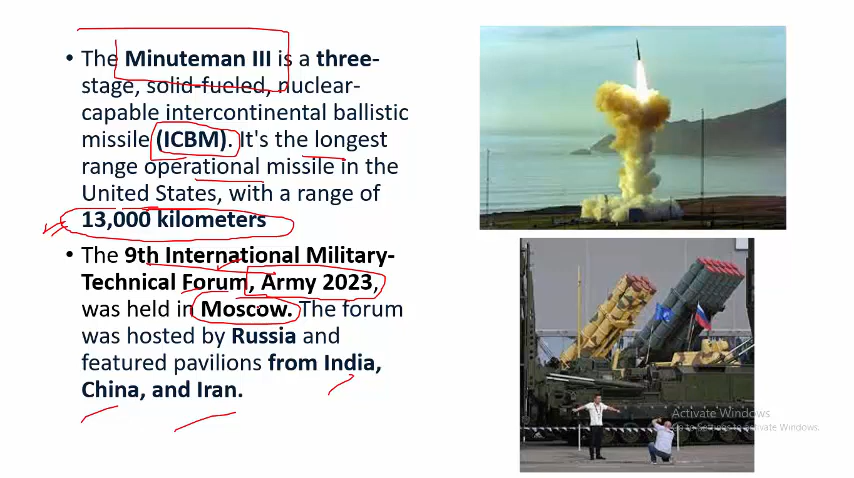 • The Minuteman III is a three-
stage, solid-fueled, nuclear-
capable intercontinental ballistic
missile (ICBM). It's the longest
range operational missile in the
United States, with a range of
13,000 kilometers
• The 9th International Military-
Technical Forum, Army 2023,
was held in Moscow. The forum
was hosted by Russia and
featured pavilions from India,
China, and Iran.
Activate Windows
Go to Settings to activate Windows.